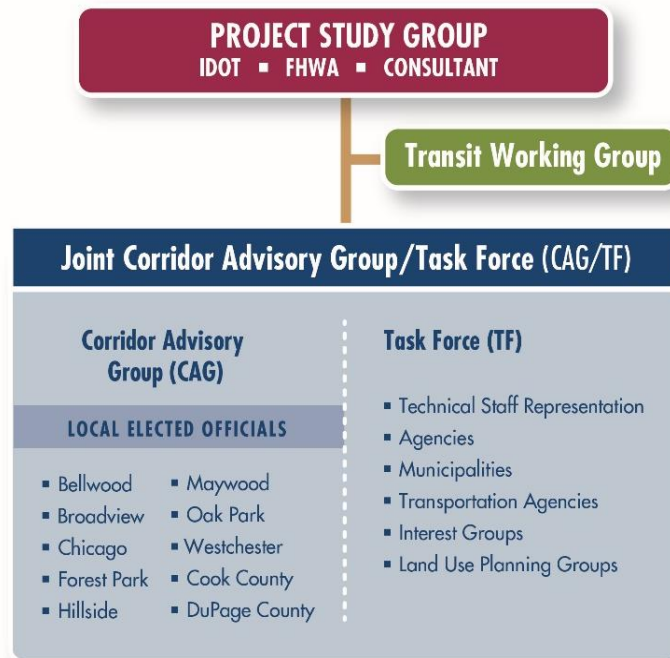 PROJECT STUDY GROUP
IDOT ▪ FHWA ▪ CONSULTANT
Transit Working Group
Joint Corridor Advisory Group/Task Force (CAG/TF)
Corridor Advisory
Group (CAG)
LOCAL ELECTED OFFICIALS
▪ Bellwood
▪ Broadview
▪ Chicago
▪ Forest Park
▪ Hillside
▪ Maywood
▪ Oak Park
▪ Westchester
▪ Cook County
▪ DuPage County
Task Force (TF)
▪ Technical Staff Representation
▪ Agencies
▪ Municipalities
▪ Transportation Agencies
▪ Interest Groups
▪ Land Use Planning Groups